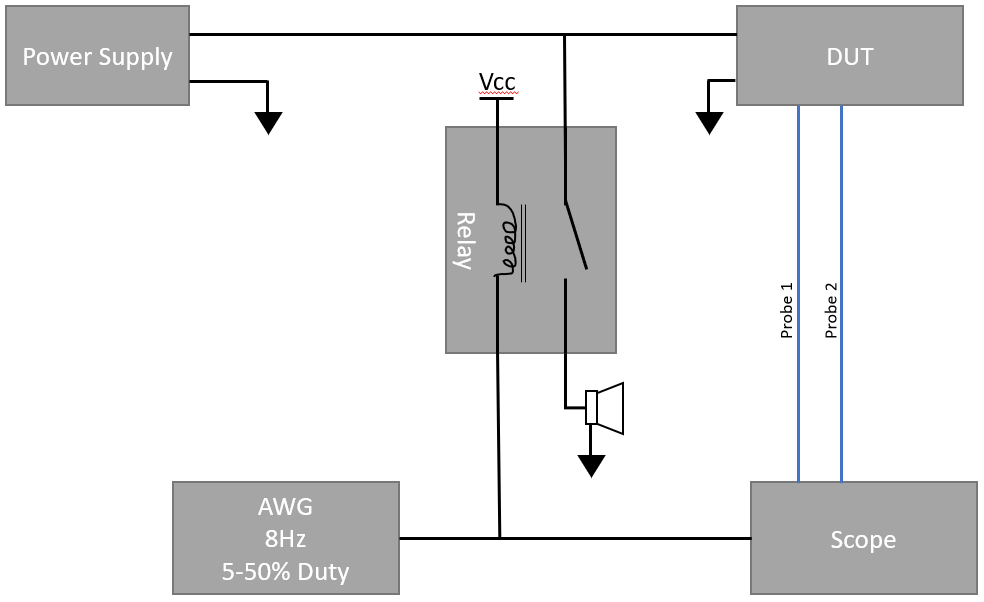 Power Supply
DUT
Vcc
Relay
Probe 1
Probe 2
AWG
8Hz
5-50% Duty
Scope